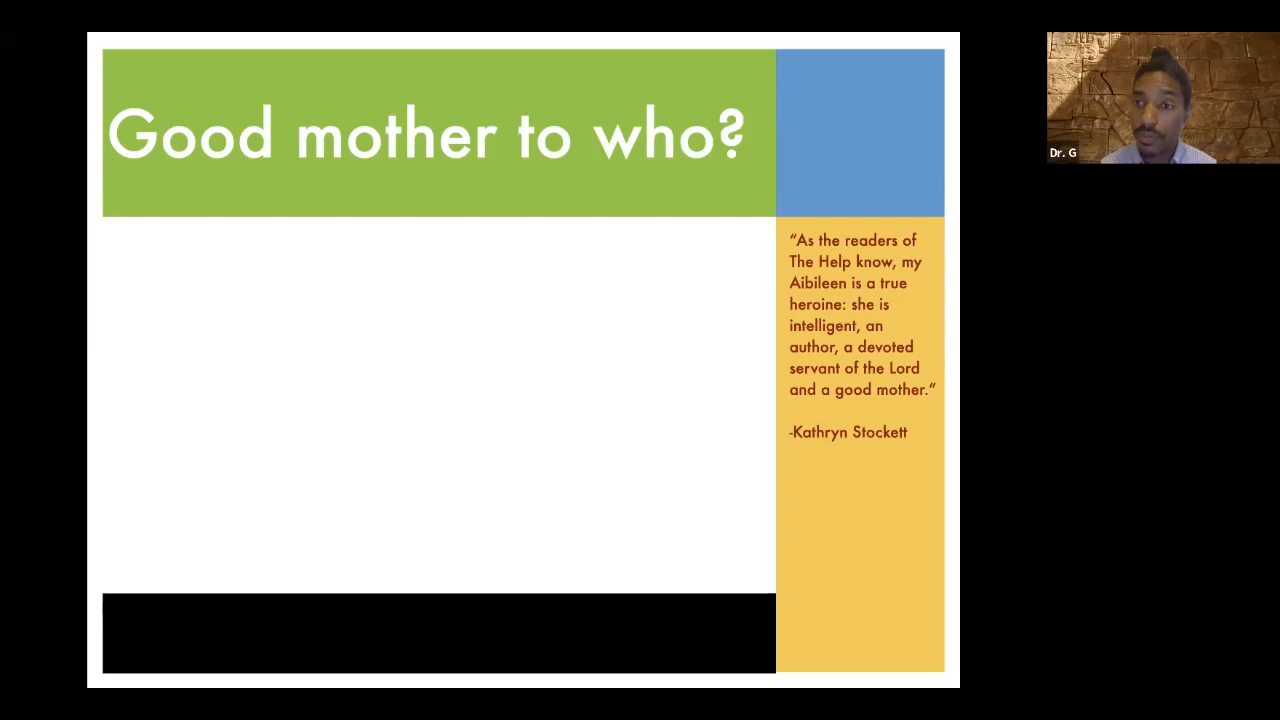 Good mother to who?
“As the readers of
The Help know, my
Aibileen is a true
heroine: she is
intelligent, an
author, a devoted
servant of the Lord
and a good mother.”
-Kathryn Stockett
Dr. G